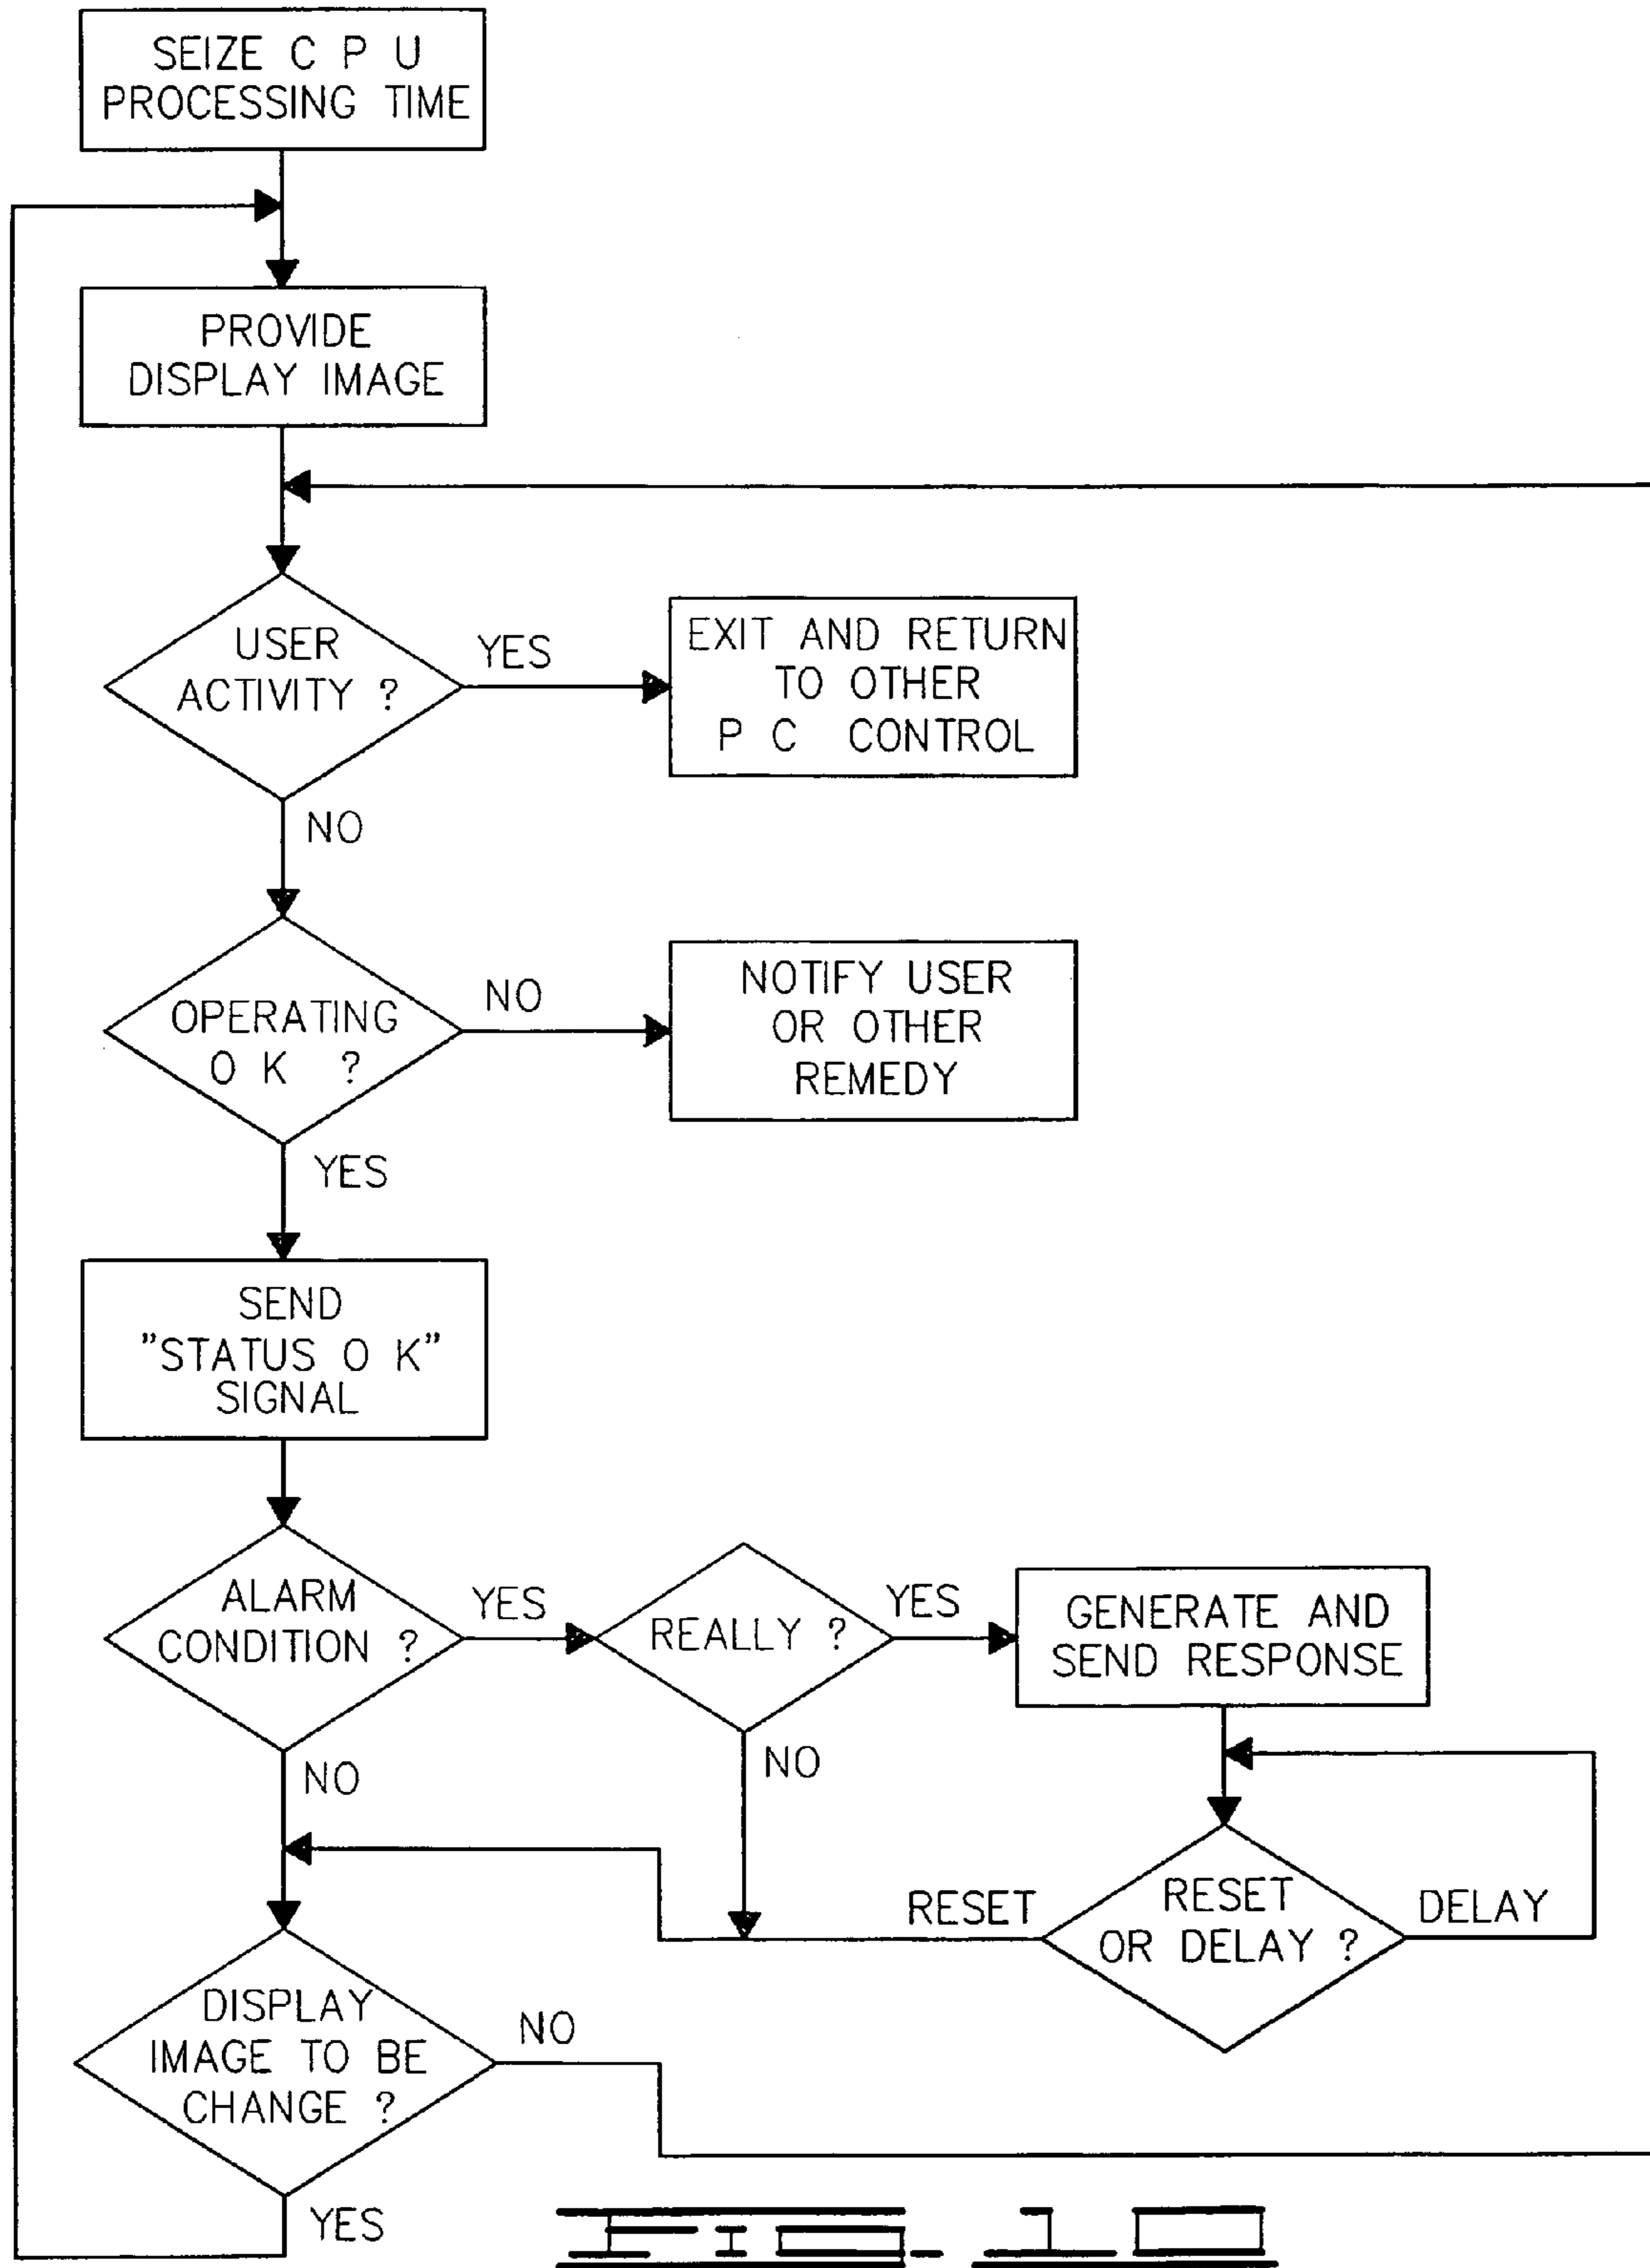 SEIZE C P U
PROCESSING TIME
PROVIDE
DISPLAY IMAGE
USER
ACTIVITY ?
YES
EXIT AND RETURN
TO OTHER
P C CONTROL
NO
OPERATING
O K ?
NO
NOTIFY USER
OR OTHER
REMEDY
YES
SEND
"STATUS O K"
SIGNAL
ALARM
CONDITION ?
YES
REALLY ?
YES
GENERATE AND
SEND RESPONSE
NO
NO
RESET
RESET
OR DELAY ?
DELAY
DISPLAY
IMAGE TO BE
CHANGE ?
NO
YES